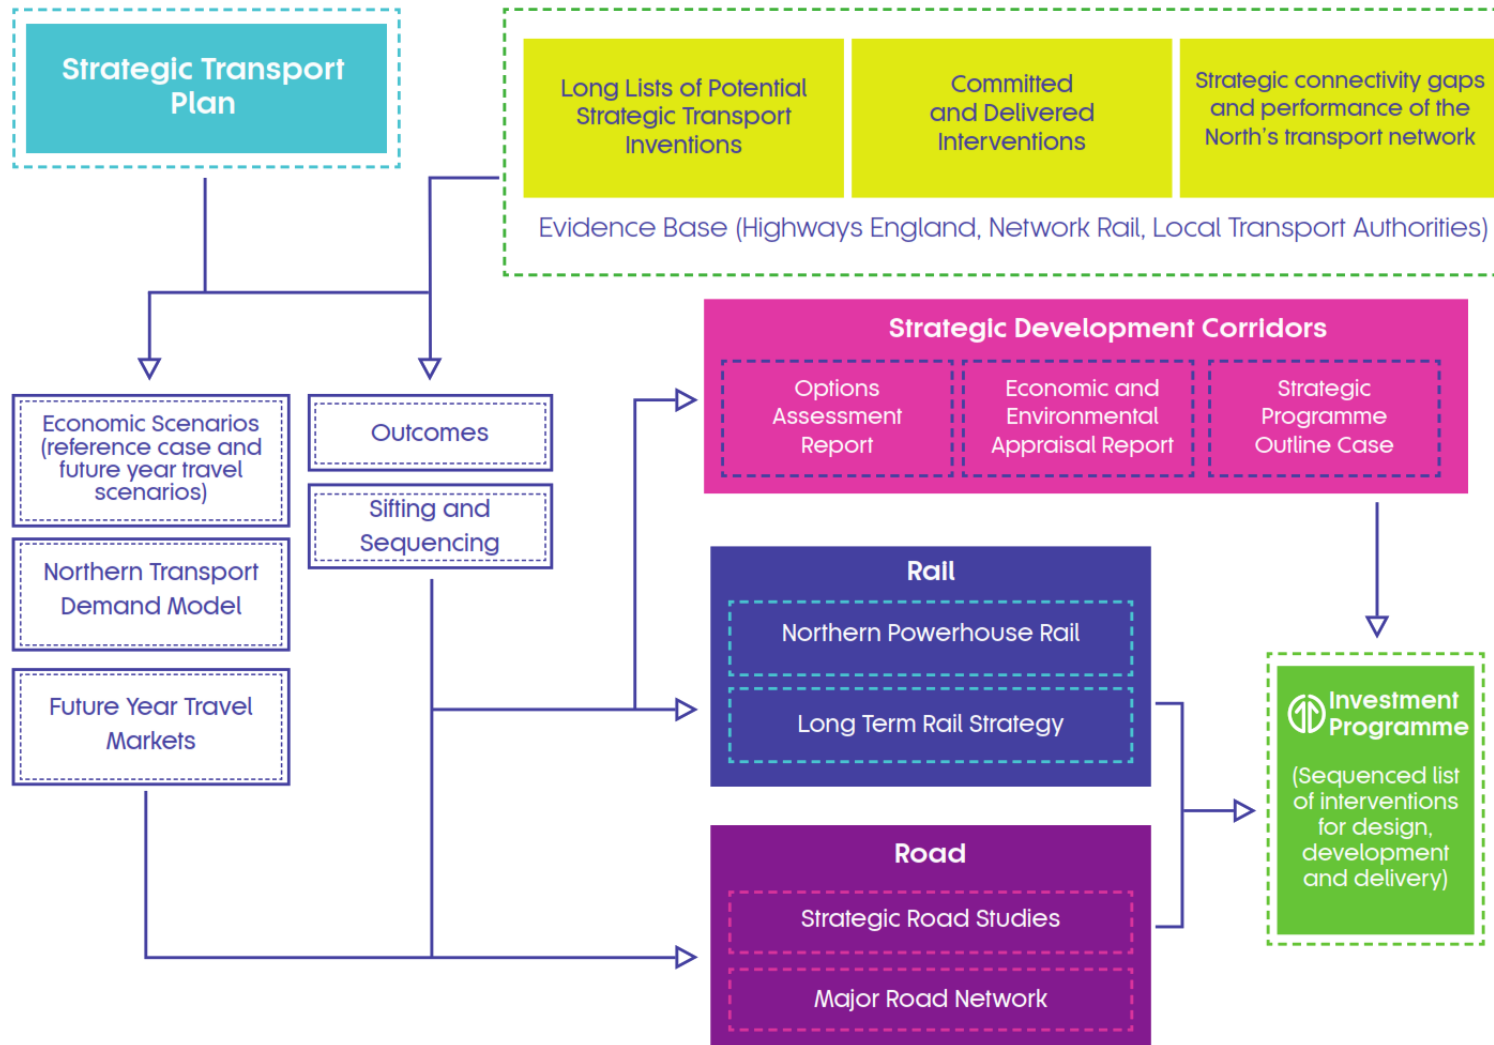 Strategic Transport
Plan
Long Lists of Potential
Strategic Transport
Inventions
Committed
and Delivered
Interventions
Strategic connectivity gaps
and performance of the
North's transport network
Evidence Base (Highways England, Network Rail, Local Transport Authorities)
Economic Scenarios
(reference case and
future year travel
scenarios)
Northern Transport
Demand Model
Future Year Travel
Markets
Outcomes
Sifting and
Sequencing
Strategic Development Corridors
Options
Assessment
Report
Economic and
Environmental
Appraisal Report
Strategic
Programme
Outline Case
Rail
Northern Powerhouse Rail
Long Term Rail Strategy
Road
Strategic Road Studies
Major Road Network
Investment
Programme
(Sequenced list
of interventions
for design,
development
and delivery)